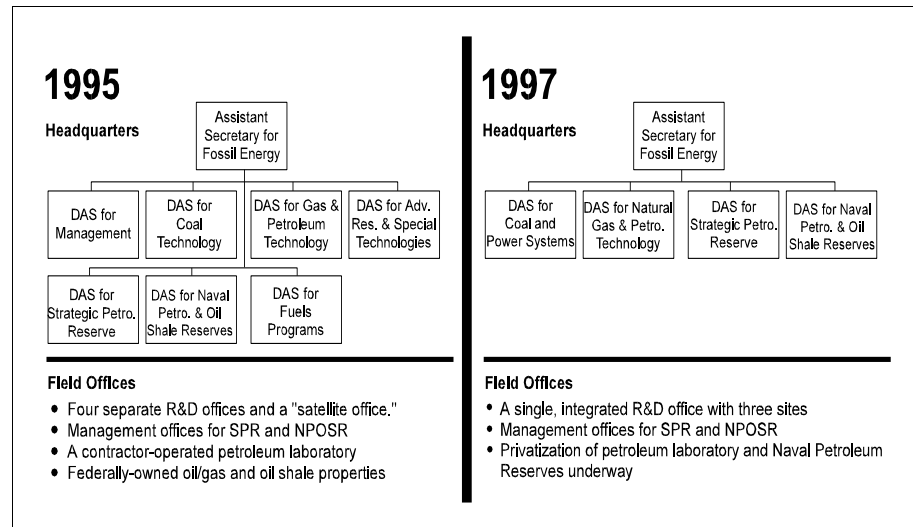 1995
Headquarters
Assistant
Secretary for
Fossil Energy
DAS for
Management
DAS for
Coal
Technology
DAS for Gas &
Petroleum
Technology
DAS for Adv.
Res. & Special
Technologies
DAS for
Strategic Petro.
Reserve
DAS for Naval
Petro. & Oil
Shale Reserves
DAS for
Fuels
Programs
Field Offices
• Four separate R&D offices and a "satellite office."
• Management offices for SPR and NPOSR
• A contractor-operated petroleum laboratory
• Federally-owned oil/gas and oil shale properties
1997
Headquarters
Assistant
Secretary for
Fossil Energy
DAS for
Coal and
Power Systems
DAS for Natural
Gas & Petro.
Technology
DAS for
Strategic Petro.
Reserve
DAS for Naval
Petro. & Oil
Shale Reserves
Field Offices
• A single, integrated R&D office with three sites
• Management offices for SPR and NPOSR
• Privatization of petroleum laboratory and Naval Petroleum
Reserves underway